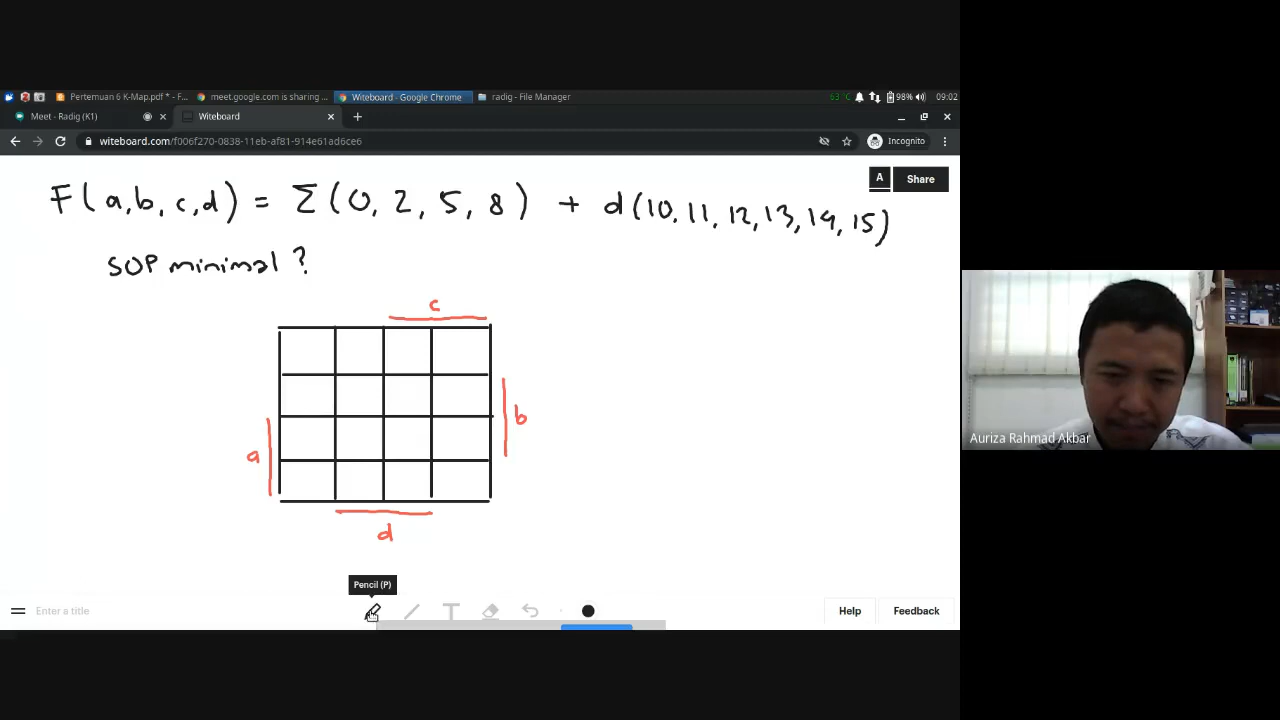 Pertemuan 6 K-Map.pdf * - F...
meet.google.com is sharing ...
Witeboard - Google Chrome
radig - File Manager
63°C
98%
09:02
Meet - Radig (K1)
Witeboard
witeboard.com/f006f270-0838-11eb-af81-914e61ad6ce6
Incognito
F(a,b,c,d) = Σ(0, 2, 5, 8) + d(10,11,12,13,14,15)
A
Share
SOP minimal ?
c
b
a
d
Auriza Rahmad Akbar
Pencil (P)
Enter a title
T
Help
Feedback